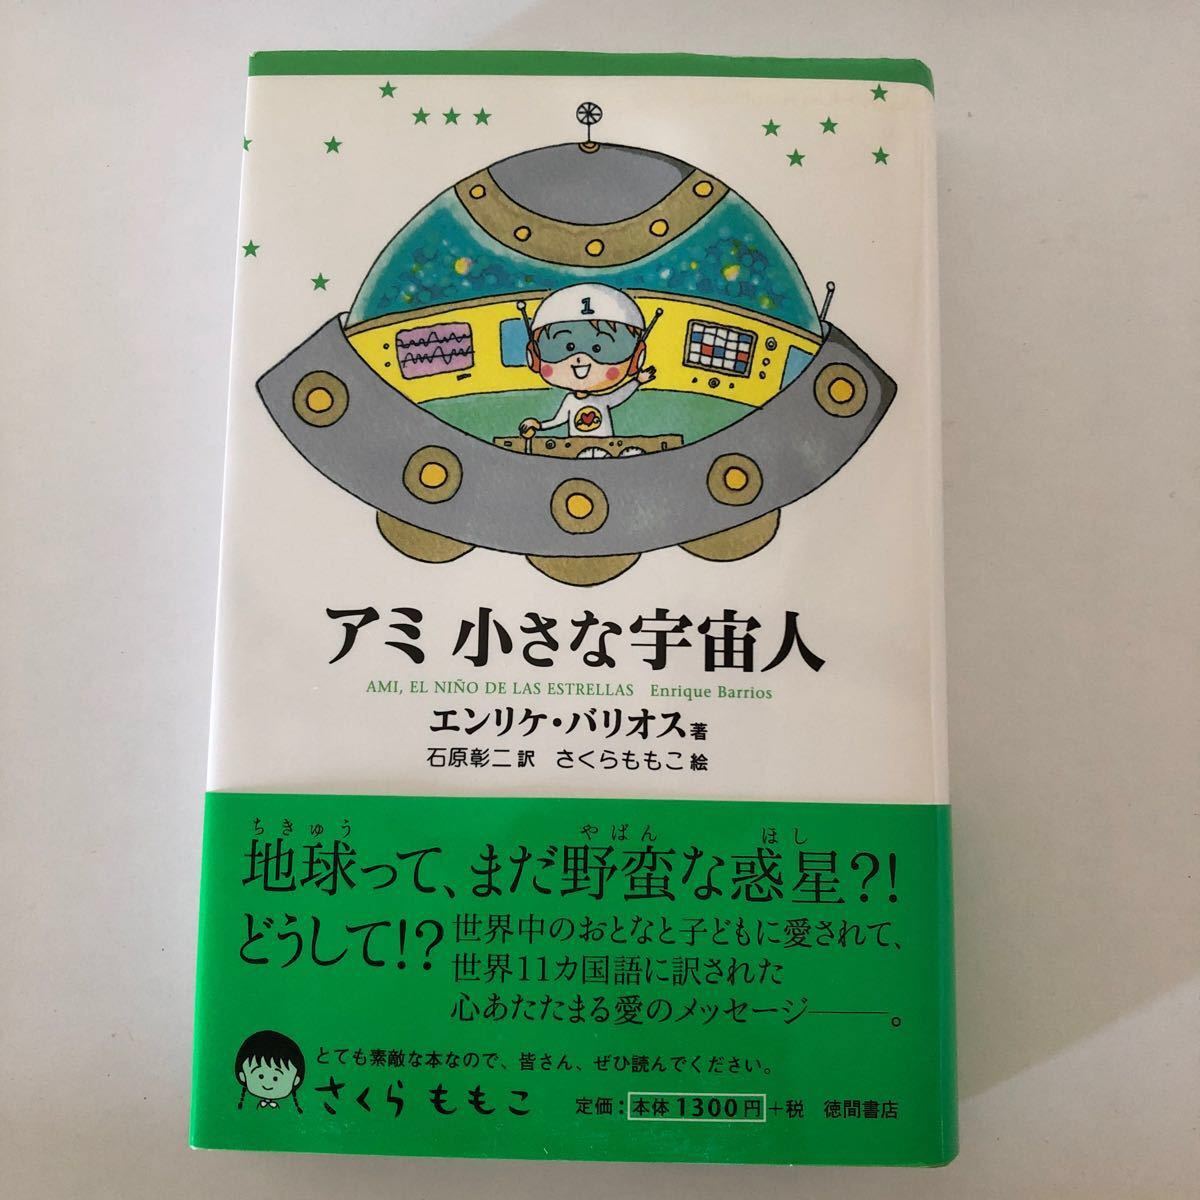 1
アミ 小さな宇宙人
AMI, EL NIÑO DE LAS ESTRELLAS Enrique Barrios
エンリケ・バリオス 著
石原彰二 訳 さくらももこ 絵
ちきゅう やばん ほし
地球って、まだ野蛮な惑星?!
どうして!?
世界中のおとなと子どもに愛されて、
世界11カ国語に訳された
心あたたまる愛のメッセージ――。
とても素敵な本なので、皆さん、ぜひ読んでください。
さくら ももこ
定価:本体1300円+税 徳間書店